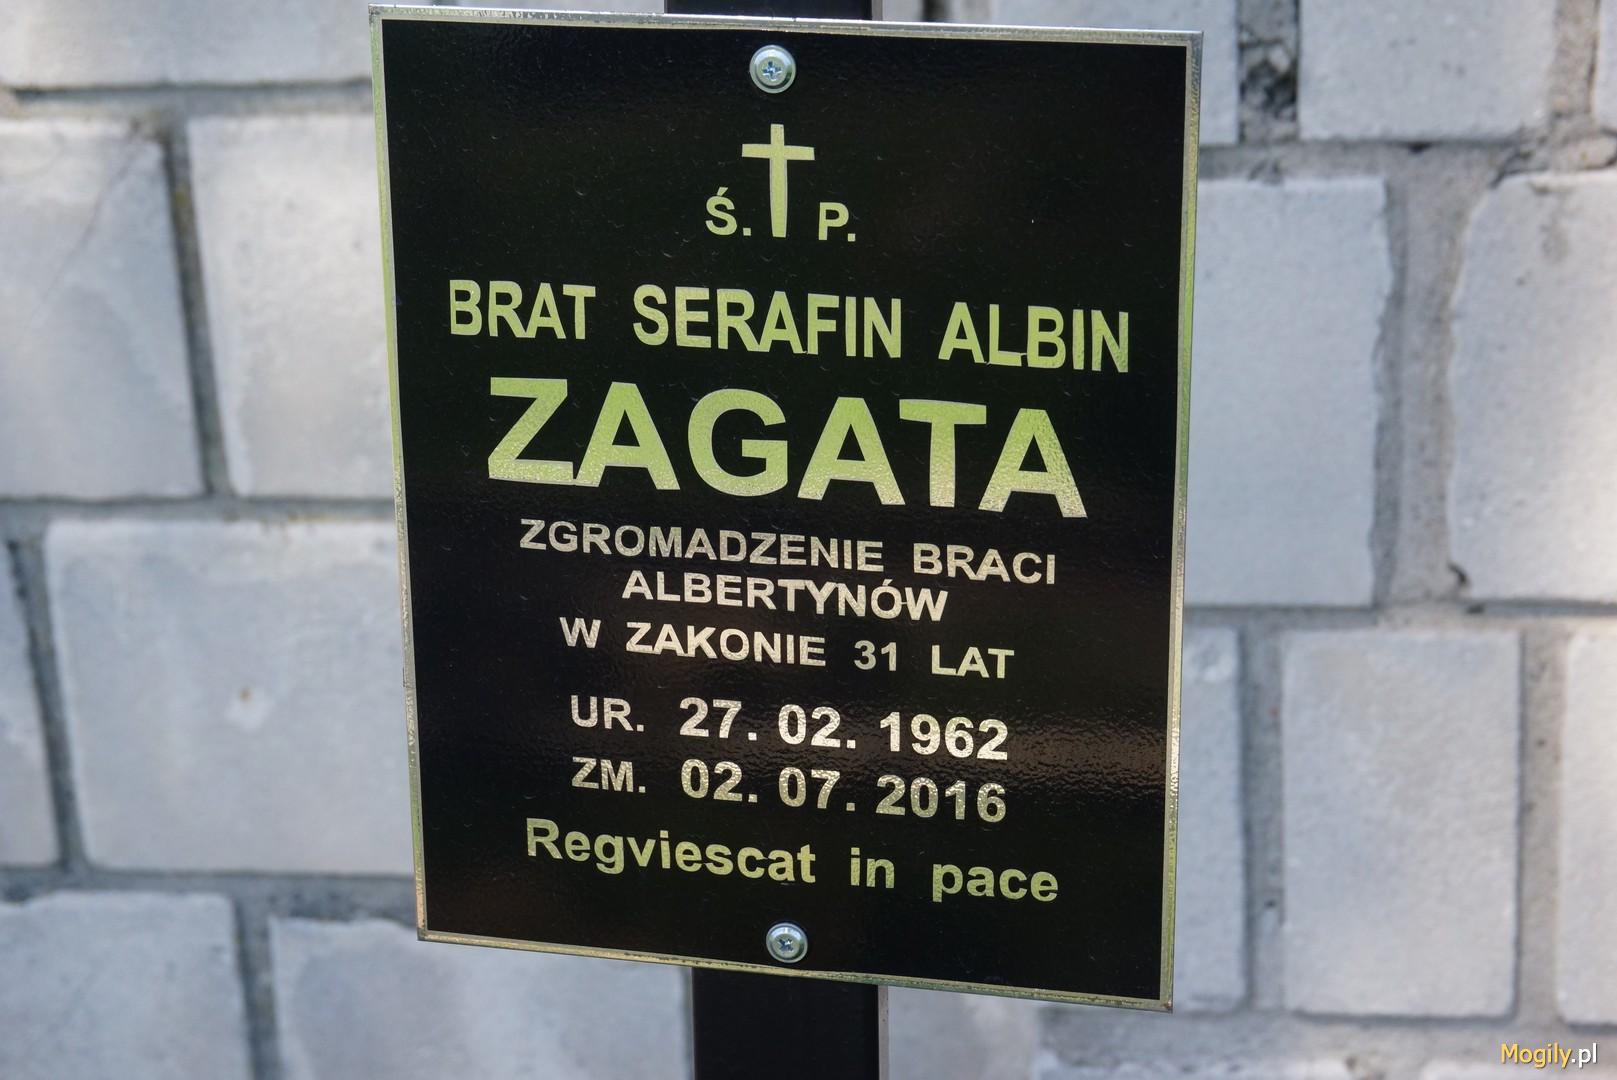 Ś. P.
BRAT SERAFIN ALBIN
ZAGATA
ZGROMADZENIE BRACI
ALBERTYNÓW
W ZAKONIE 31 LAT
UR. 27. 02. 1962
ZM. 02. 07. 2016
Regviescat in pace
Mogily.pl